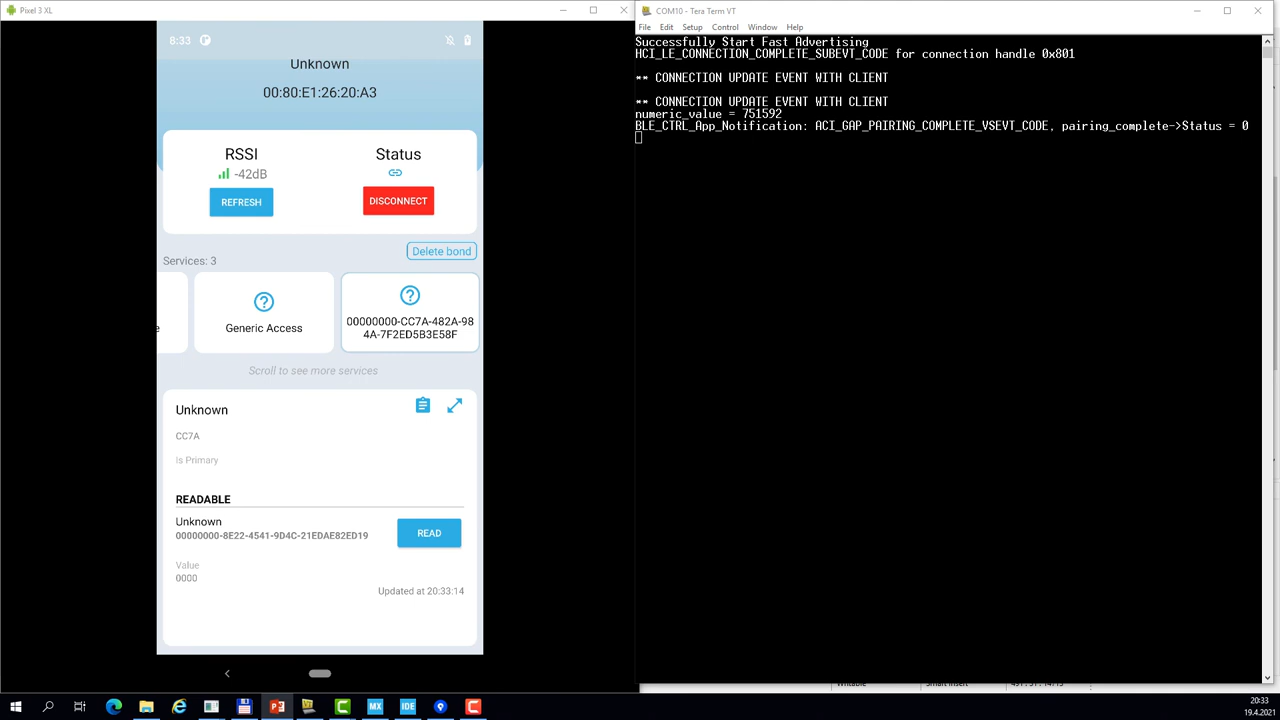 Pixel 3 XL
8:33
Unknown
00:80:E1:26:20:A3
RSSI
-42dB
REFRESH
Status
DISCONNECT
Delete bond
Services: 3
e
Generic Access
00000000-CC7A-482A-98
4A-7F2ED5B3E58F
Scroll to see more services
Unknown
CC7A
Is Primary
READABLE
Unknown
00000000-8E22-4541-9D4C-21EDAE82ED19
READ
Value
0000
Updated at 20:33:14
COM10 - Tera Term VT
File Edit Setup Control Window Help
Successfully Start Fast Advertising
HCI_LE_CONNECTION_COMPLETE_SUBEVT_CODE for connection handle 0x801
** CONNECTION UPDATE EVENT WITH CLIENT
** CONNECTION UPDATE EVENT WITH CLIENT
numeric_value = 751592
BLE_CTRL_App_Notification: ACI_GAP_PAIRING_COMPLETE_VSEVT_CODE, pairing_complete->Status = 0
MX
IDE
20:33
19.4.2021